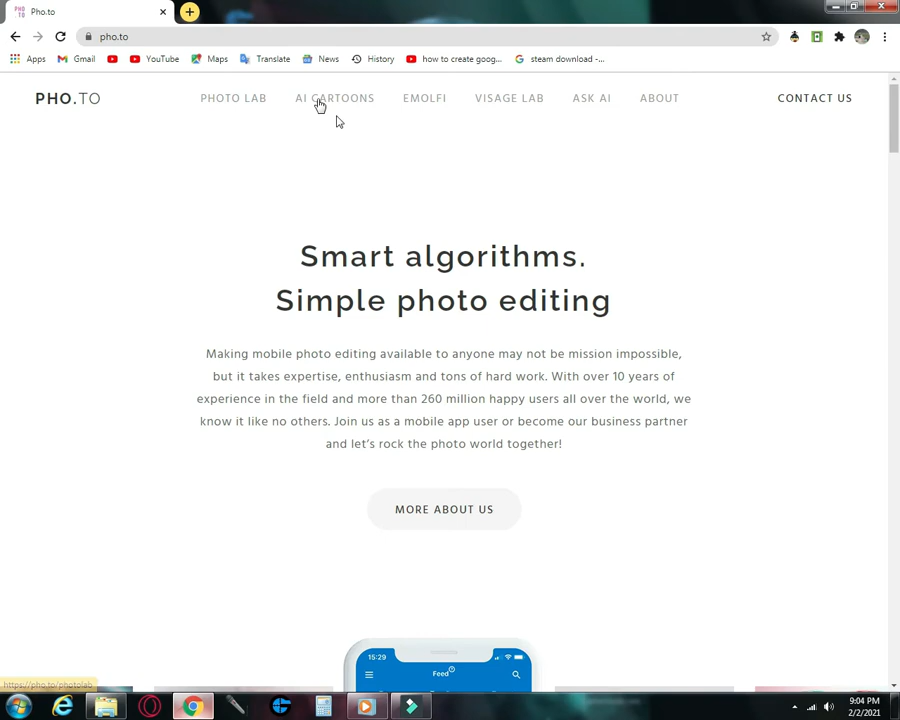 PHO TO
Pho.to
pho.to
Apps
Gmail
YouTube
Maps
Translate
News
History
how to create goog...
steam download -...
PHO.TO
PHOTO LAB
AI CARTOONS
EMOLFI
VISAGE LAB
ASK AI
ABOUT
CONTACT US
Smart algorithms.
Simple photo editing
Making mobile photo editing available to anyone may not be mission impossible,
but it takes expertise, enthusiasm and tons of hard work. With over 10 years of
experience in the field and more than 260 million happy users all over the world, we
know it like no others. Join us as a mobile app user or become our business partner
and let's rock the photo world together!
MORE ABOUT US
15:29
Feed
https://pho.to/photolab
9:04 PM
2/2/2021